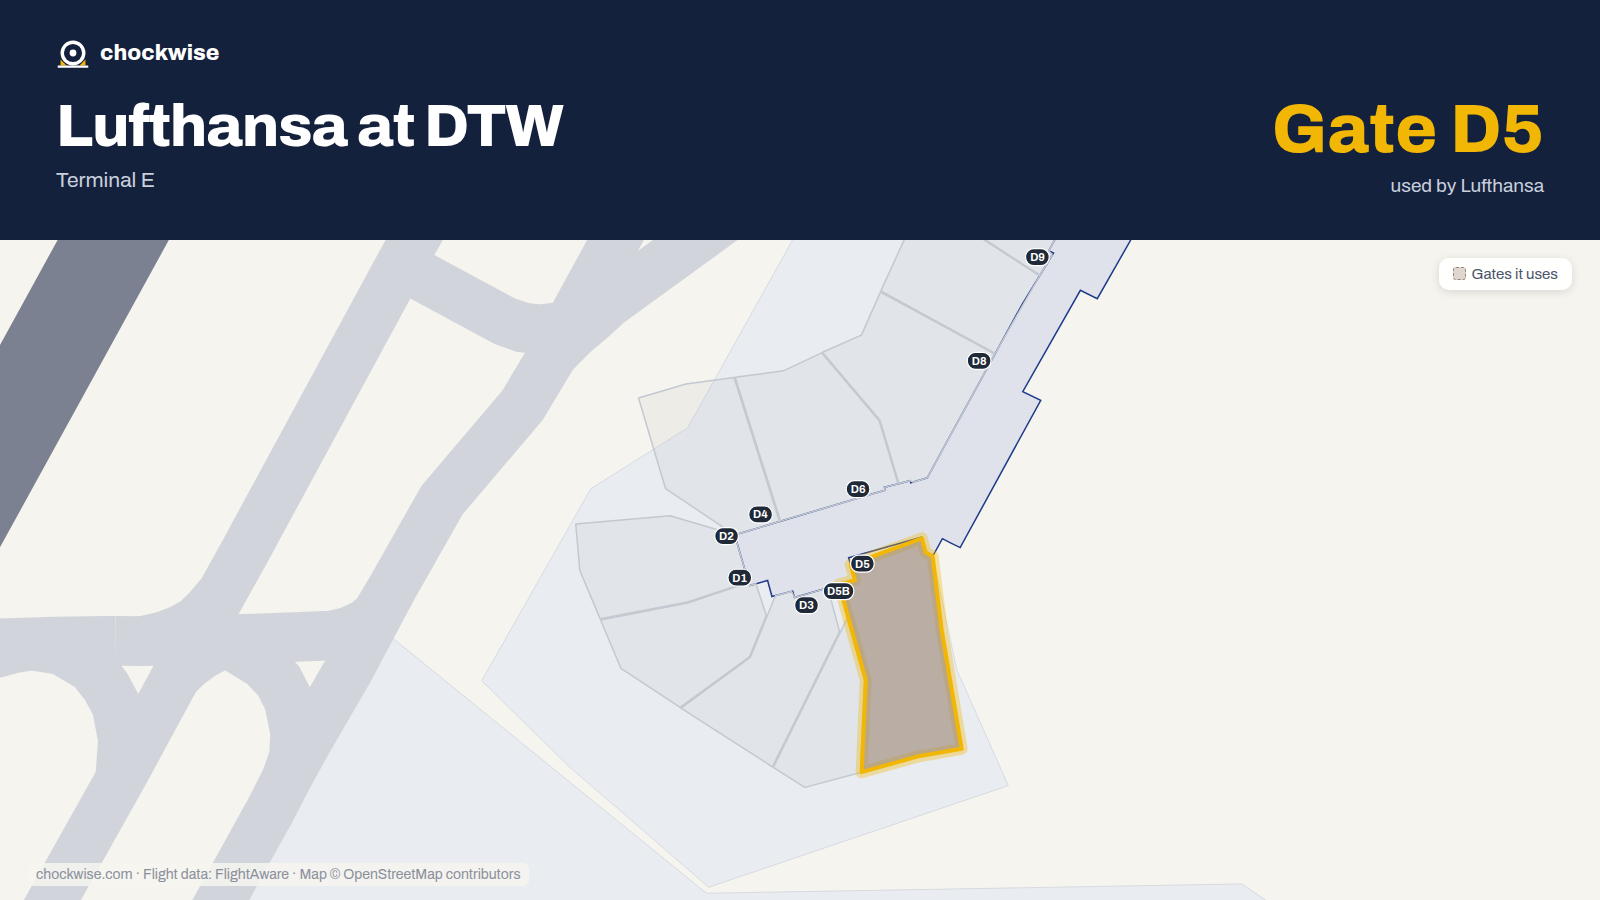 chockwise
Lufthansa at DTW
Terminal E
Gate D5
used by Lufthansa
Gates it uses
D9
D8
D6
D4
D2
D5
D1
D5B
D3
chockwise.com · Flight data: FlightAware · Map © OpenStreetMap contributors